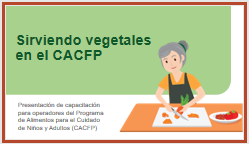 Sirviendo vegetales
en el CACFP
Presentación de capacitación
para operadores del Programa
de Alimentos para el Cuidado
de Niños y Adultos (CACFP)